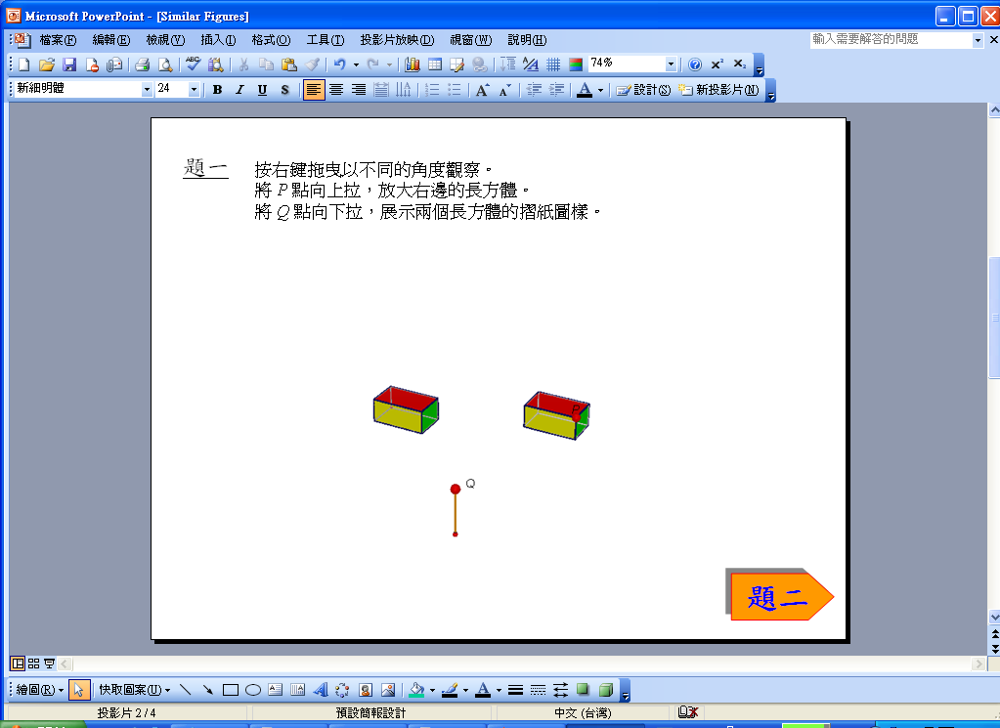 Microsoft PowerPoint - [Similar Figures]
檔案(F) 編輯(E) 檢視(V) 插入(I) 格式(O) 工具(T) 投影片放映(D) 視窗(W) 說明(H) 輸入需要解答的問題
74%
新細明體 24 B I U S 設計(S) 新投影片(N)
題一 按右鍵拖曳以不同的角度觀察。
將 P 點向上拉，放大右邊的長方體。
將 Q 點向下拉，展示兩個長方體的摺紙圖樣。
P
Q
題二
繪圖(R) 快取圖案(U)
投影片 2 / 4 預設簡報設計 中文 (台灣)